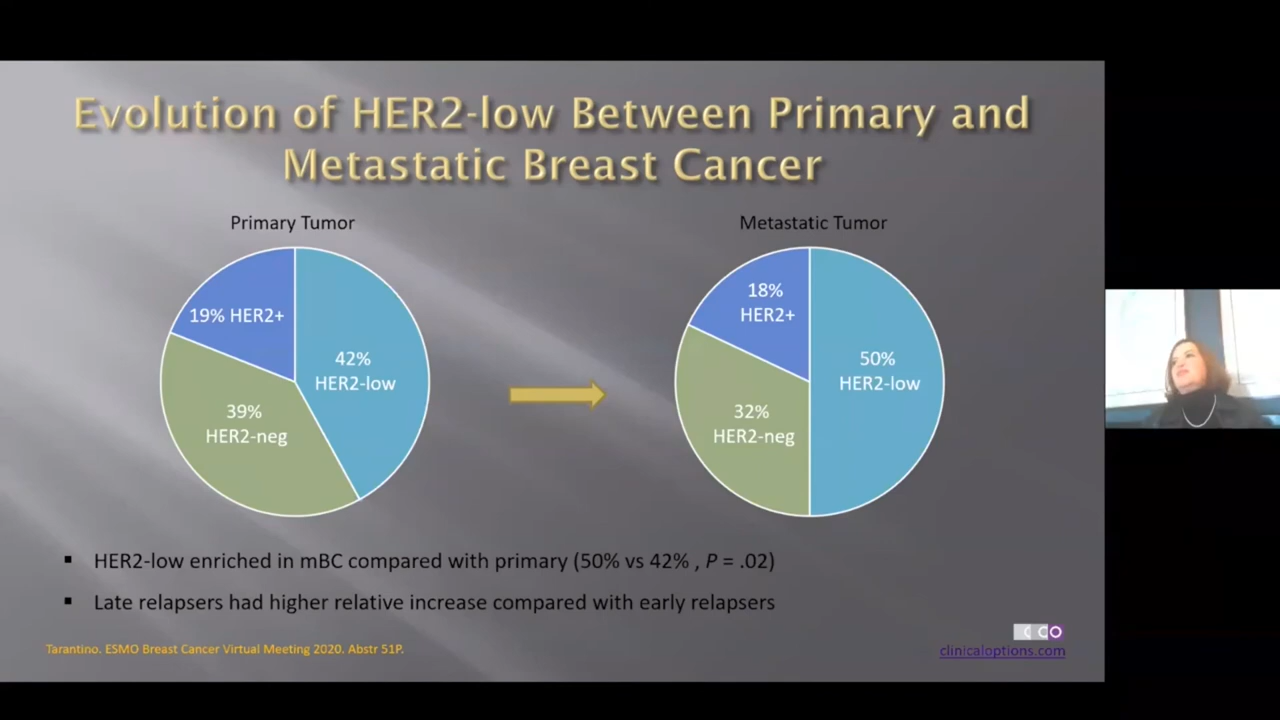 Evolution of HER2-low Between Primary and
Metastatic Breast Cancer
Primary Tumor
Metastatic Tumor
19% HER2+
42%
HER2-low
39%
HER2-neg
18%
HER2+
50%
HER2-low
32%
HER2-neg
▪ HER2-low enriched in mBC compared with primary (50% vs 42% , P = .02)
▪ Late relapsers had higher relative increase compared with early relapsers
Tarantino. ESMO Breast Cancer Virtual Meeting 2020. Abstr 51P.
CCO
clinicaloptions.com